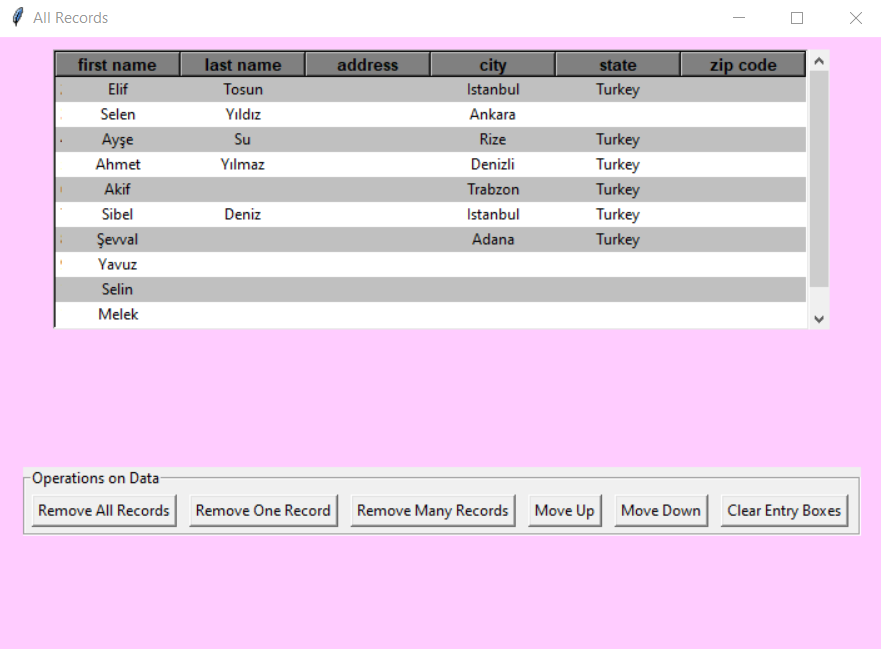 All Records
first name last name address city state zip code
Elif Tosun Istanbul Turkey
Selen Yıldız Ankara
Ayşe Su Rize Turkey
Ahmet Yılmaz Denizli Turkey
Akif Trabzon Turkey
Sibel Deniz Istanbul Turkey
Şevval Adana Turkey
Yavuz
Selin
Melek
Operations on Data
Remove All Records Remove One Record Remove Many Records Move Up Move Down Clear Entry Boxes